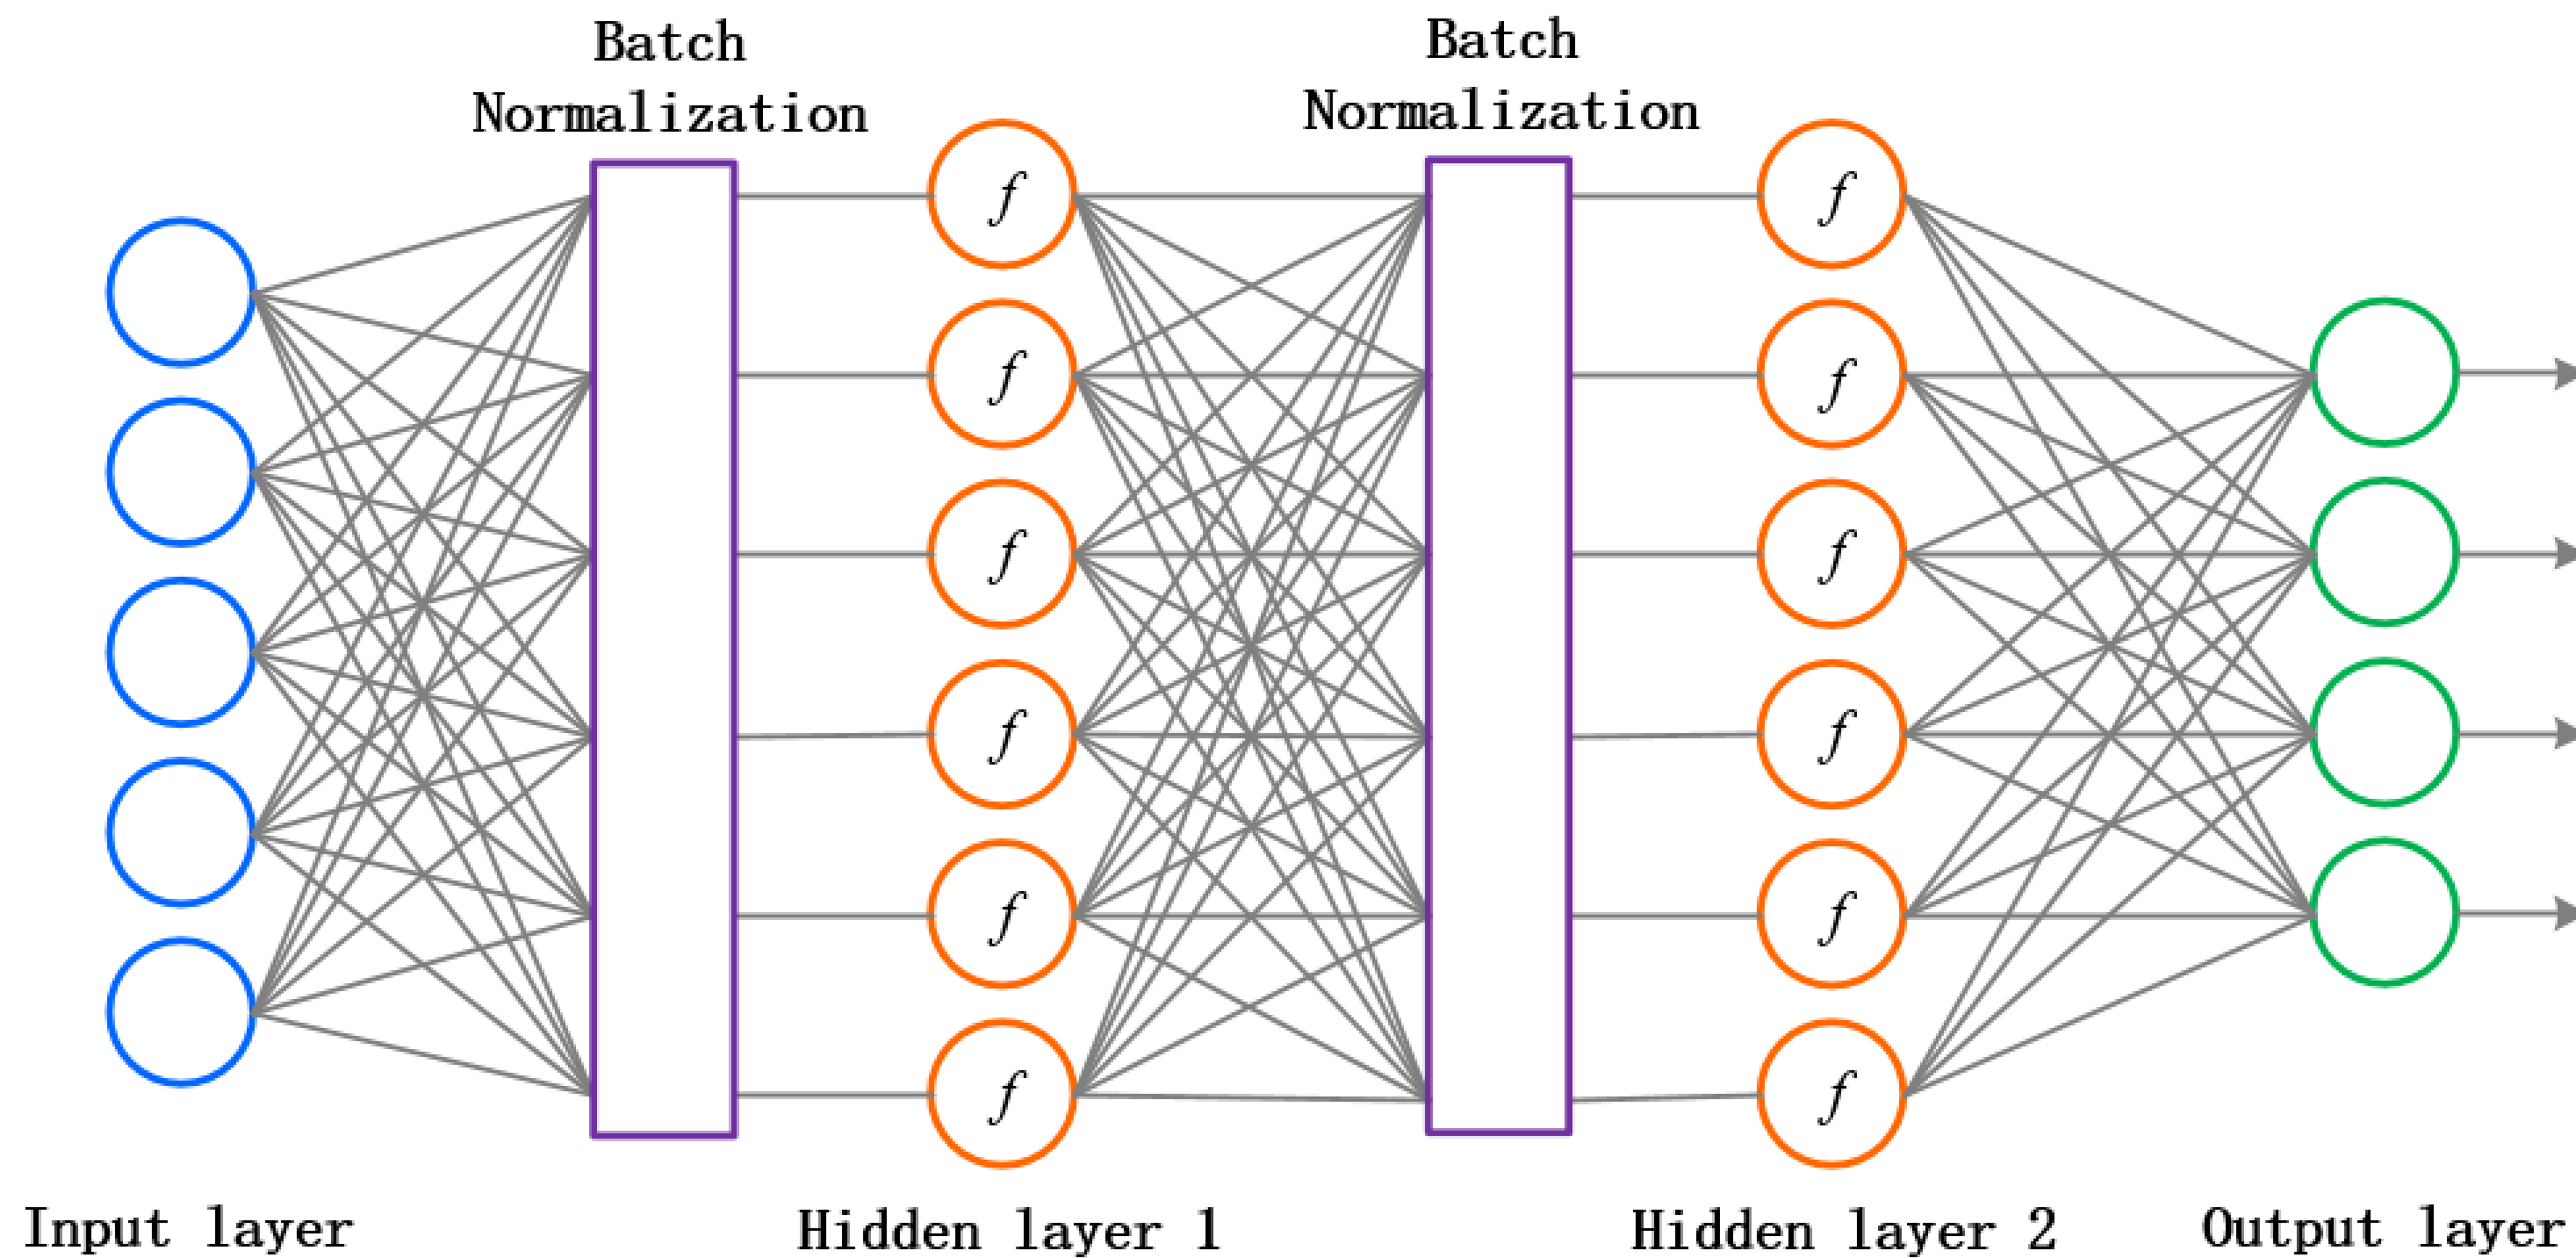 Batch
Normalization
Batch
Normalization
f
f
f
f
f
f
f
f
f
f
f
f
Input layer
Hidden layer 1
Hidden layer 2
Output layer